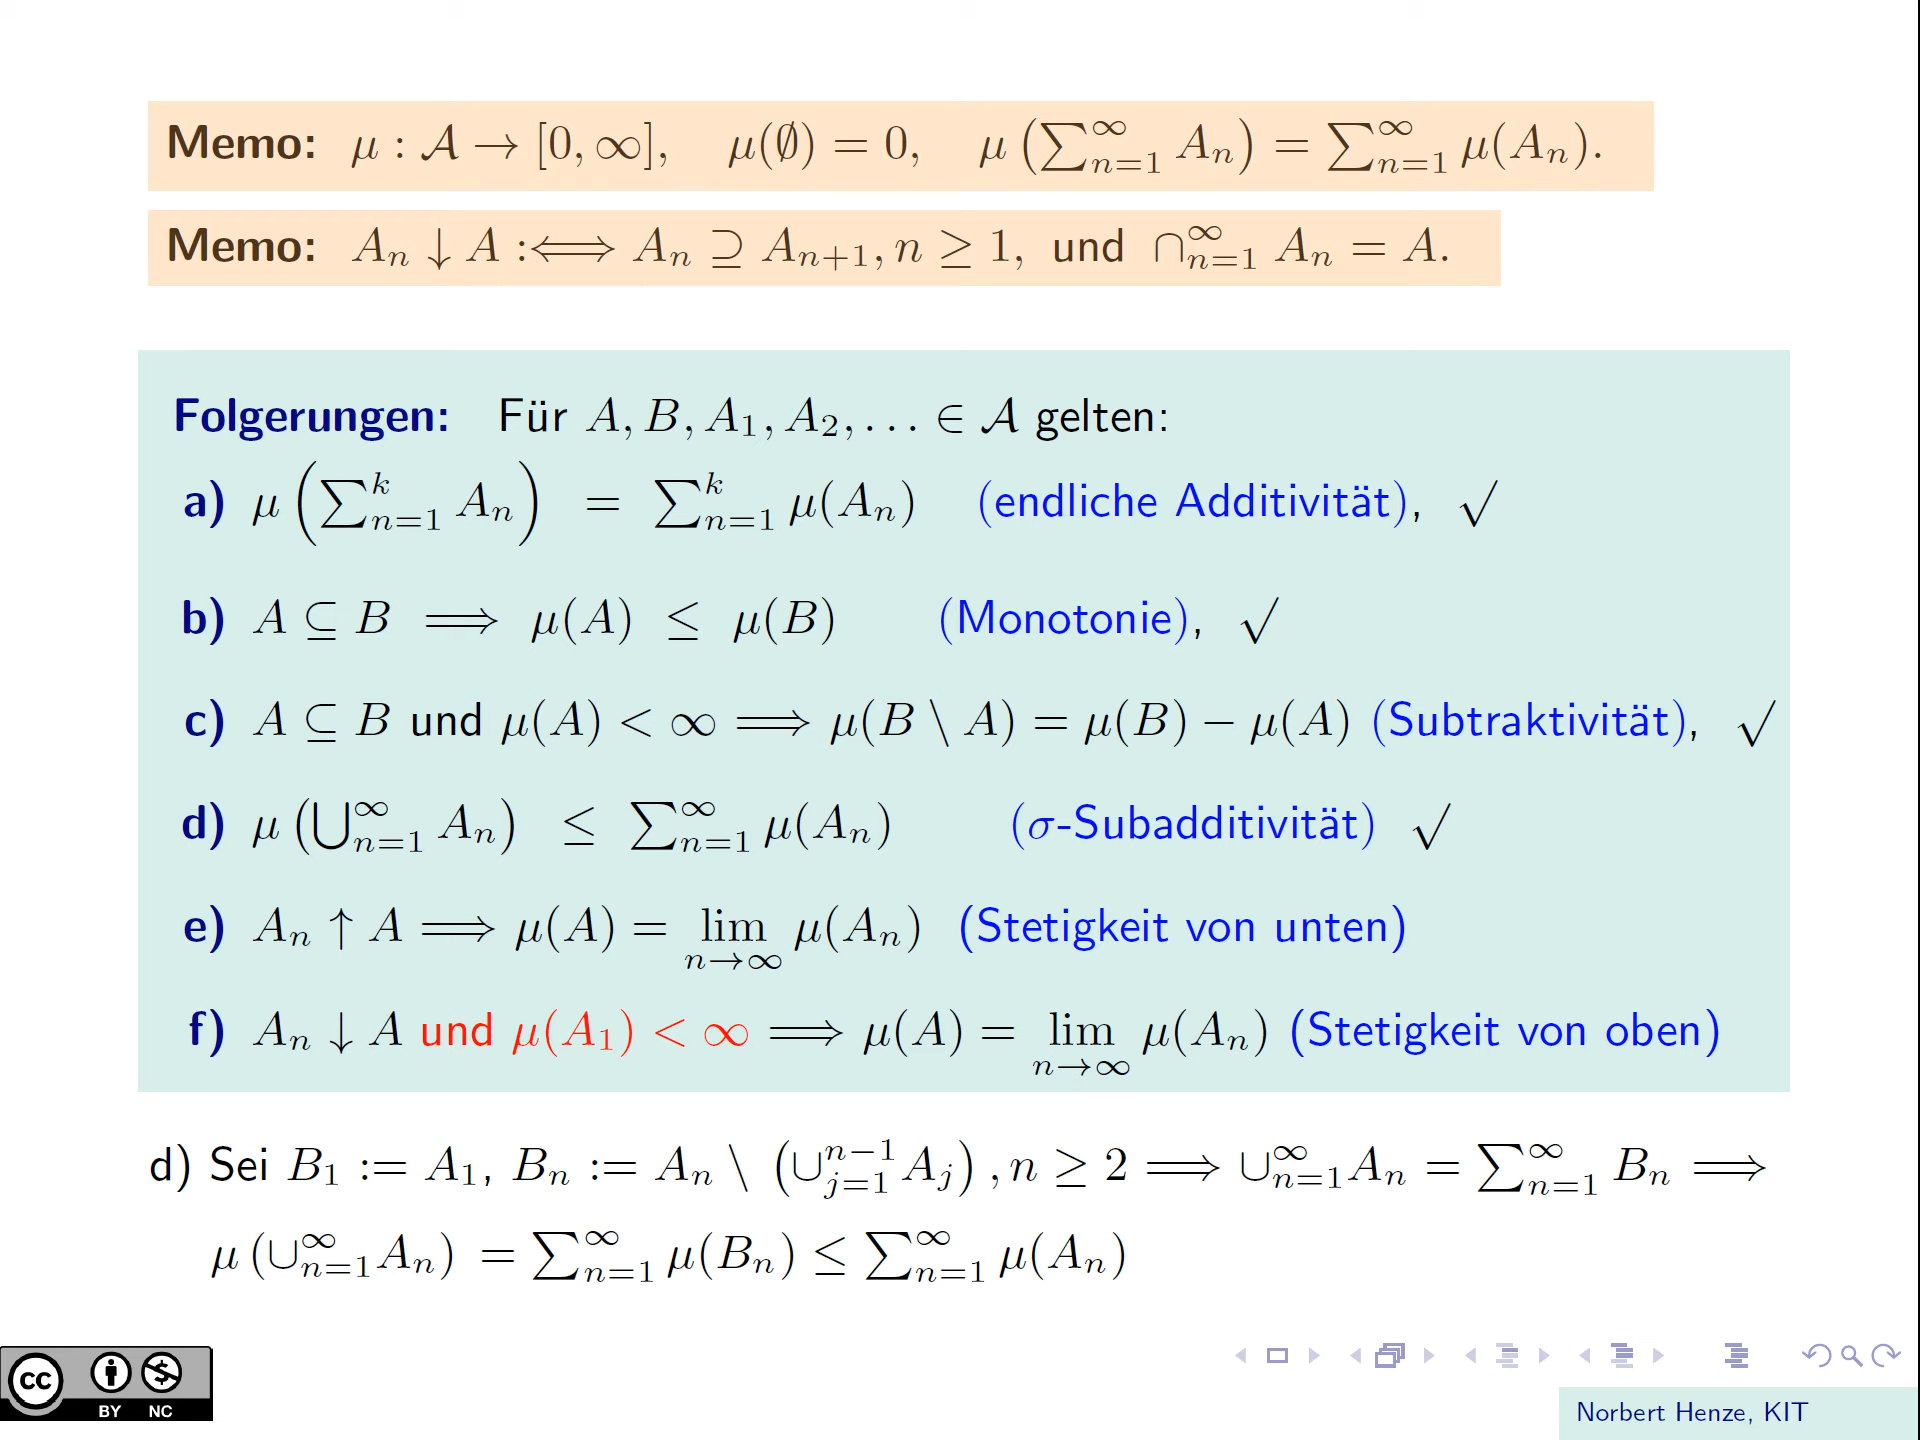 Memo: μ : 𝒜 → [0, ∞], μ(∅) = 0, μ (∑_{n=1}^{∞} A_n) = ∑_{n=1}^{∞} μ(A_n).
Memo: A_n ↓ A :⟺ A_n ⊇ A_{n+1}, n ≥ 1, und ∩_{n=1}^{∞} A_n = A.
Folgerungen: Für A, B, A_1, A_2, … ∈ 𝒜 gelten:
a) μ (∑_{n=1}^{k} A_n) = ∑_{n=1}^{k} μ(A_n) (endliche Additivität), √
b) A ⊆ B ⟹ μ(A) ≤ μ(B) (Monotonie), √
c) A ⊆ B und μ(A) < ∞ ⟹ μ(B \ A) = μ(B) − μ(A) (Subtraktivität), √
d) μ (⋃_{n=1}^{∞} A_n) ≤ ∑_{n=1}^{∞} μ(A_n) (σ-Subadditivität) √
e) A_n ↑ A ⟹ μ(A) = lim_{n→∞} μ(A_n) (Stetigkeit von unten)
f) A_n ↓ A und μ(A_1) < ∞ ⟹ μ(A) = lim_{n→∞} μ(A_n) (Stetigkeit von oben)
d) Sei B_1 := A_1, B_n := A_n \ (∪_{j=1}^{n−1} A_j), n ≥ 2 ⟹ ∪_{n=1}^{∞} A_n = ∑_{n=1}^{∞} B_n ⟹
μ (∪_{n=1}^{∞} A_n) = ∑_{n=1}^{∞} μ(B_n) ≤ ∑_{n=1}^{∞} μ(A_n)
cc BY NC
Norbert Henze, KIT